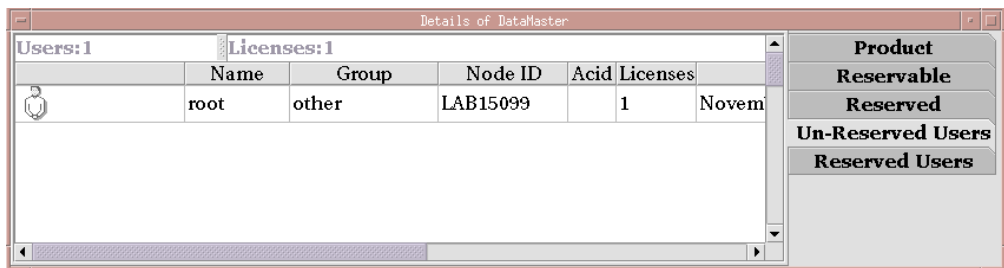 Details of DataMaster
Users:1 Licenses:1
Name Group Node ID Acid Licenses
root other LAB15099 1 Novem
Product
Reservable
Reserved
Un-Reserved Users
Reserved Users